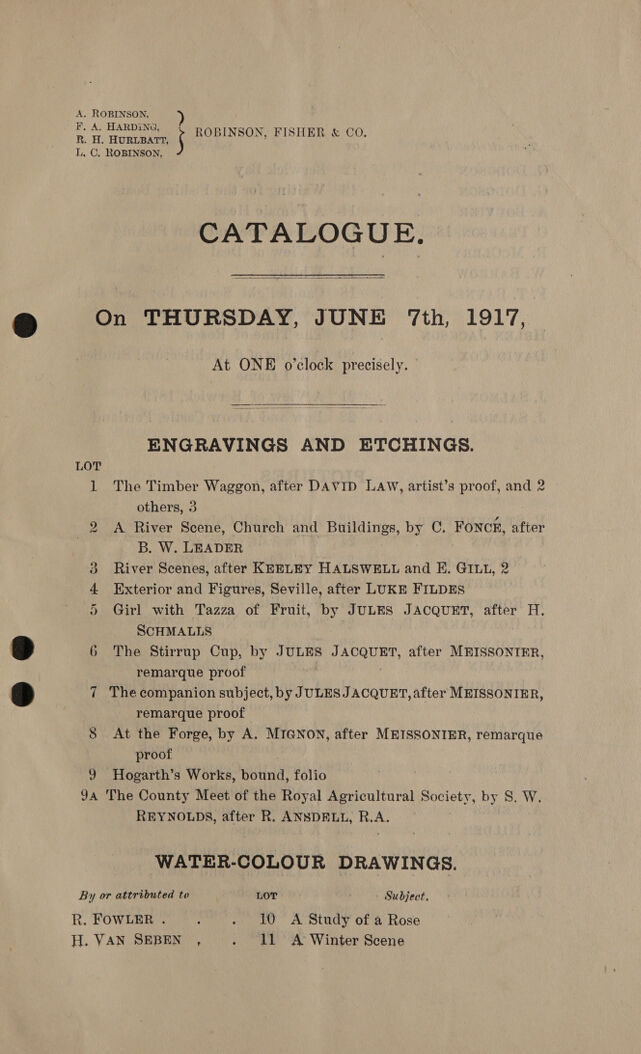 A. ROBINSON,
F. A. HARDING,
R. H. HURLBATT,
L. C. ROBINSON,
ROBINSON, FISHER & CO.
CATALOGUE.
On THURSDAY, JUNE 7th, 1917,
At ONE o'clock precisely.
ENGRAVINGS AND ETCHINGS.
LOT
1 The Timber Waggon, after DAVID LAW, artist's proof, and 2
others, 3
2 A River Scene, Church and Buildings, by C. FONCÉ, after
B. W. LEADER
3 River Scenes, after KEELEY HALSWELL and E. GILL, 2
4 Exterior and Figures, Seville, after LUKE FILDES
5 Girl with Tazza of Fruit, by JULES JACQUET, after H.
SCHMALLS
6 The Stirrup Cup, by JULES JACQUET, after MEISSONIER,
remarque proof
7 The companion subject, by JULES JACQUET, after MEISSONIER,
remarque proof
8 At the Forge, by A. MIGNON, after MEISSONIER, remarque
proof
9 Hogarth's Works, bound, folio
9A The County Meet of the Royal Agricultural Society, by S. W.
REYNOLDS, after R. ANSDELL, R.A.
WATER-COLOUR DRAWINGS.
By or attributed to LOT Subject.
R. FOWLER . . . 10 A Study of a Rose
H. VAN SEBEN , . 11 A Winter Scene